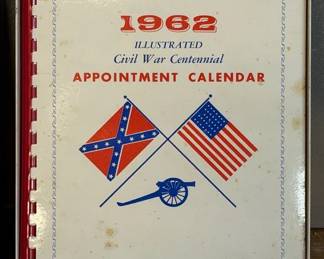 1962
ILLUSTRATED
Civil War Centennial
APPOINTMENT CALENDAR